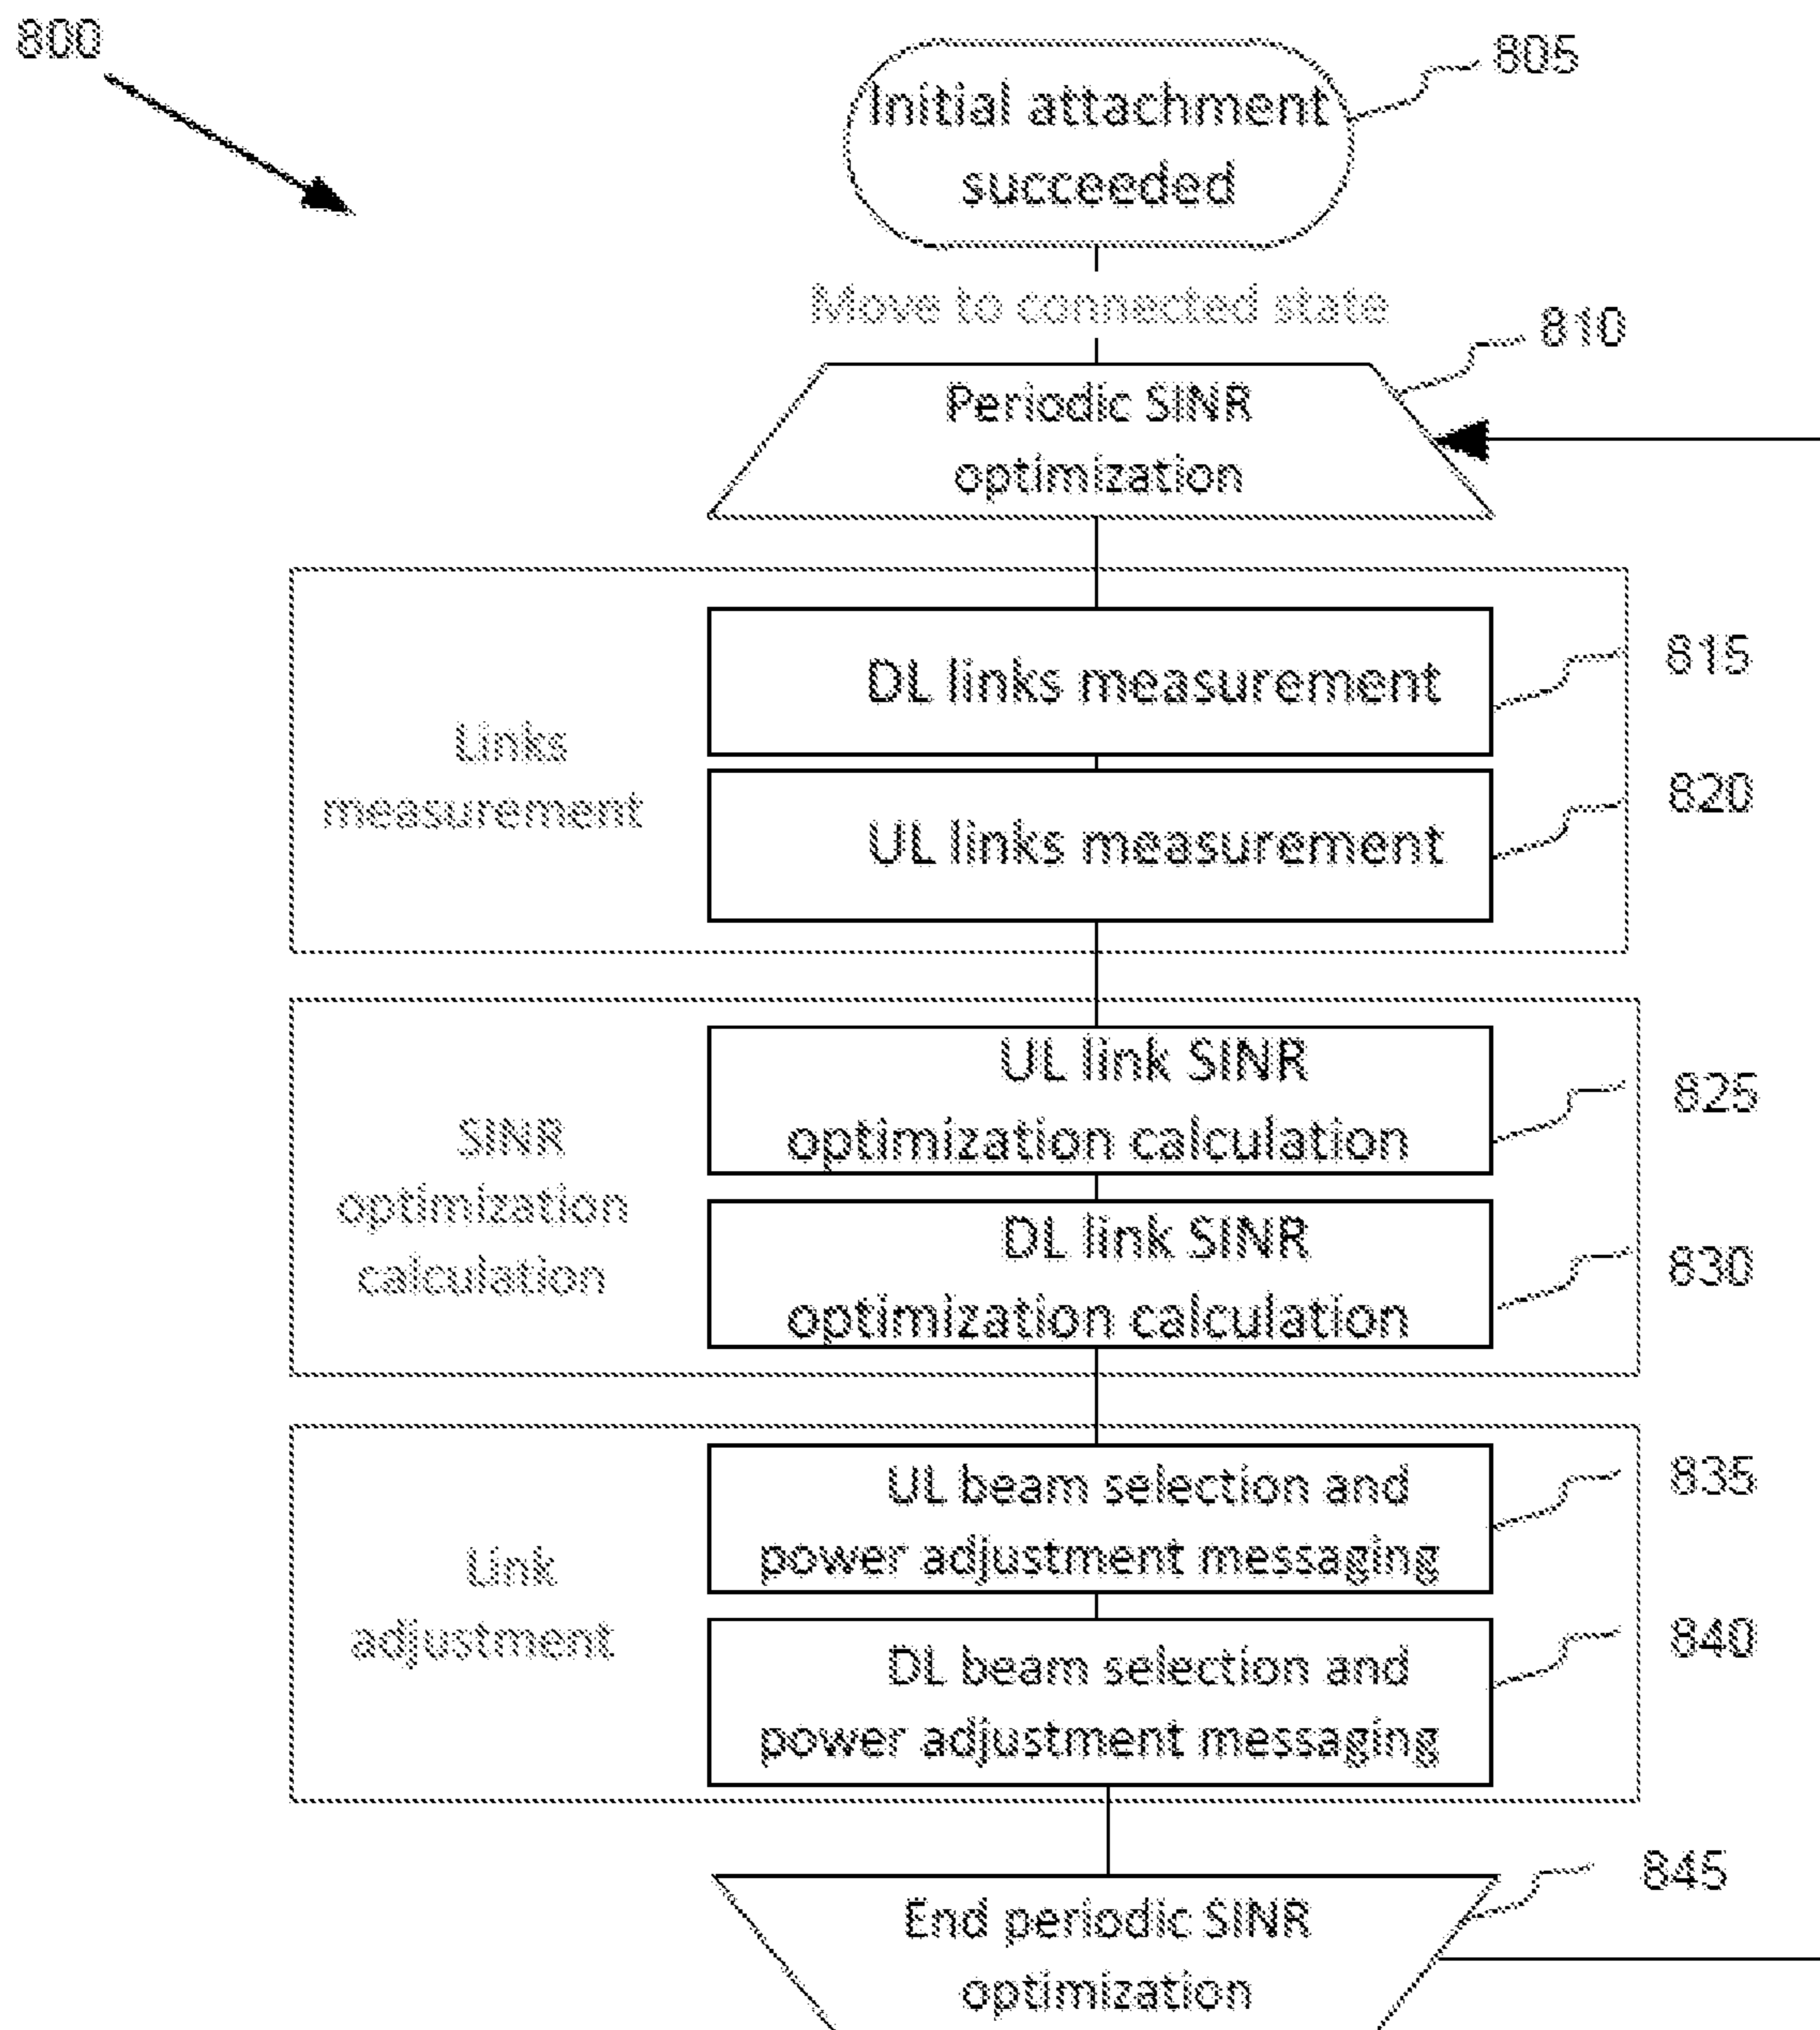 800
805
Initial attachment
succeeded
Move to connected state
810
Periodic SINR
optimization
Links
measurement
DL links measurement
815
UL links measurement
820
SINR
optimization
calculation
UL link SINR
optimization calculation
825
DL link SINR
optimization calculation
830
Link
adjustment
UL beam selection and
power adjustment messaging
835
DL beam selection and
power adjustment messaging
840
End periodic SINR
optimization
845